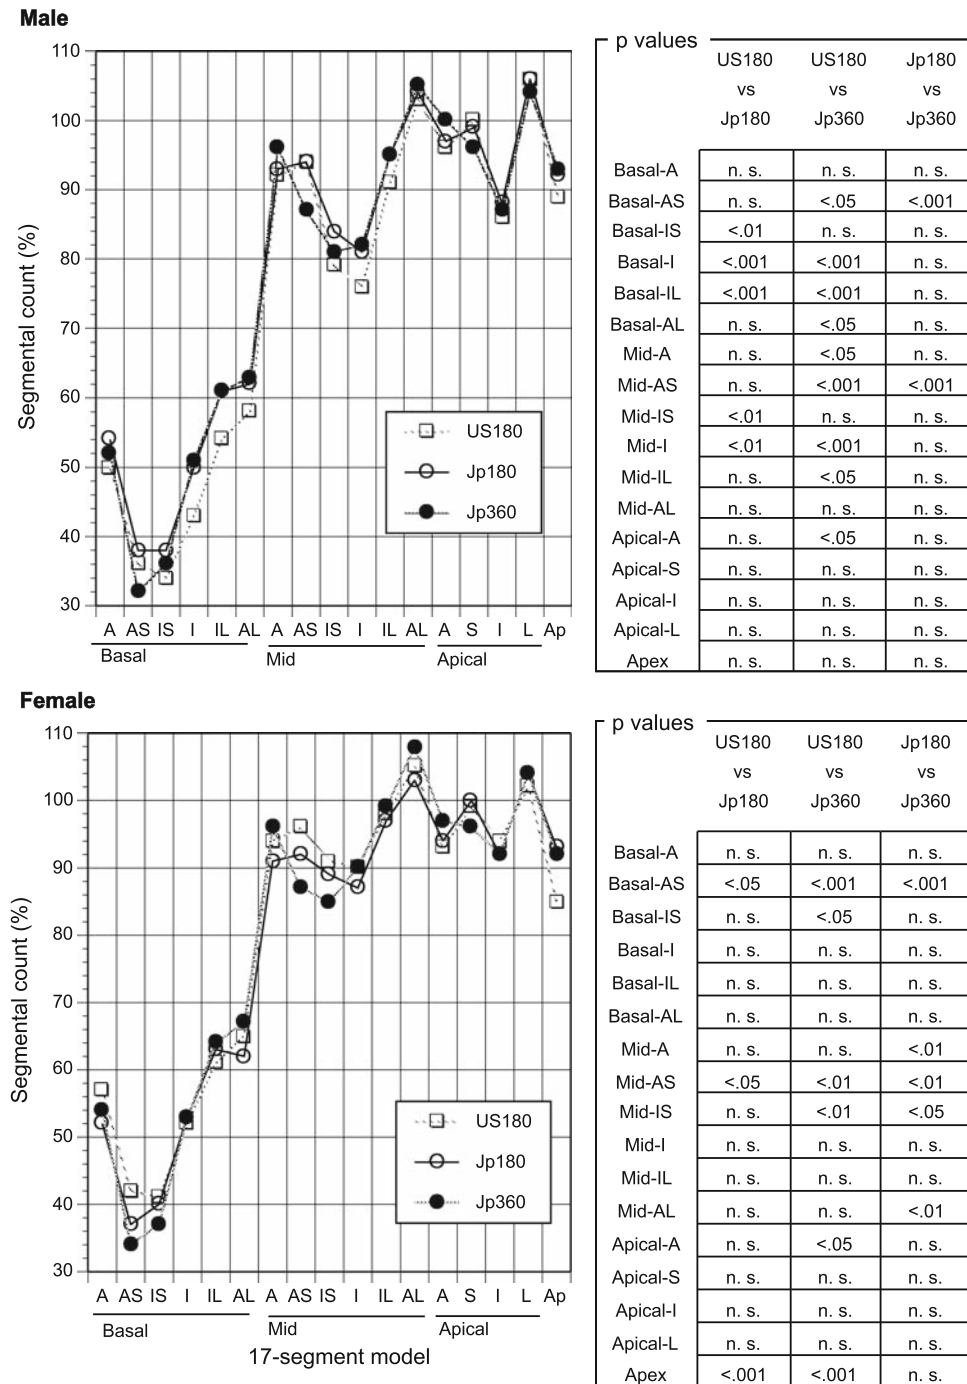 Male
110
100
90
80
70
60
50
40
30
Segmental count (%)
US180
Jp180
Jp360
A AS IS I IL AL A AS IS I IL AL A S I L Ap
Basal Mid Apical
p values
US180 US180 Jp180
vs vs vs
Jp180 Jp360 Jp360
Basal-A n. s. n. s. n. s.
Basal-AS n. s. <.05 <.001
Basal-IS <.01 n. s. n. s.
Basal-I <.001 <.001 n. s.
Basal-IL <.001 <.001 n. s.
Basal-AL n. s. <.05 n. s.
Mid-A n. s. <.05 n. s.
Mid-AS n. s. <.001 <.001
Mid-IS <.01 n. s. n. s.
Mid-I <.01 <.001 n. s.
Mid-IL n. s. <.05 n. s.
Mid-AL n. s. n. s. n. s.
Apical-A n. s. <.05 n. s.
Apical-S n. s. n. s. n. s.
Apical-I n. s. n. s. n. s.
Apical-L n. s. n. s. n. s.
Apex n. s. n. s. n. s.
Female
110
100
90
80
70
60
50
40
30
Segmental count (%)
US180
Jp180
Jp360
A AS IS I IL AL A AS IS I IL AL A S I L Ap
Basal Mid Apical
17-segment model
p values
US180 US180 Jp180
vs vs vs
Jp180 Jp360 Jp360
Basal-A n. s. n. s. n. s.
Basal-AS <.05 <.001 <.001
Basal-IS n. s. <.05 n. s.
Basal-I n. s. n. s. n. s.
Basal-IL n. s. n. s. n. s.
Basal-AL n. s. n. s. n. s.
Mid-A n. s. n. s. <.01
Mid-AS <.05 <.01 <.01
Mid-IS n. s. <.01 <.05
Mid-I n. s. n. s. n. s.
Mid-IL n. s. n. s. n. s.
Mid-AL n. s. n. s. <.01
Apical-A n. s. <.05 n. s.
Apical-S n. s. n. s. n. s.
Apical-I n. s. n. s. n. s.
Apical-L n. s. n. s. n. s.
Apex <.001 <.001 n. s.